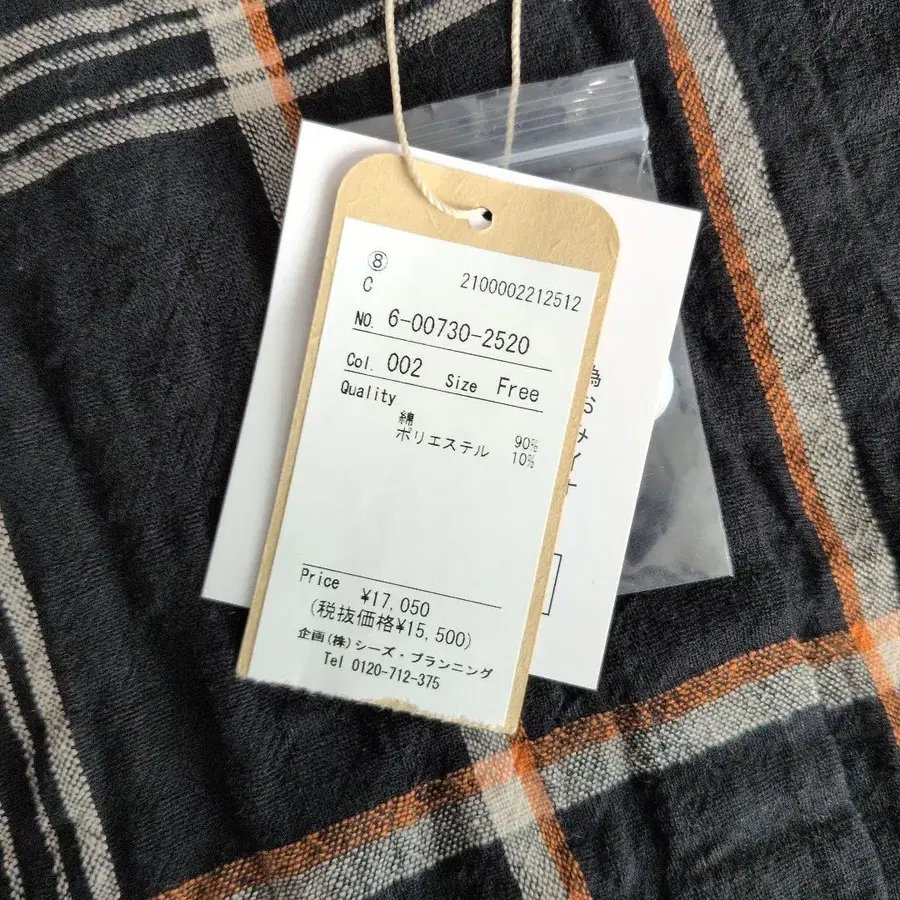 ⑧
C 2100002212512
NO. 6-00730-2520
Col. 002 Size Free
Quality
綿 90%
ポリエステル 10%
Price ¥17,050
(税抜価格¥15,500)
企画(株)シーズ・プランニング
Tel 0120-712-375